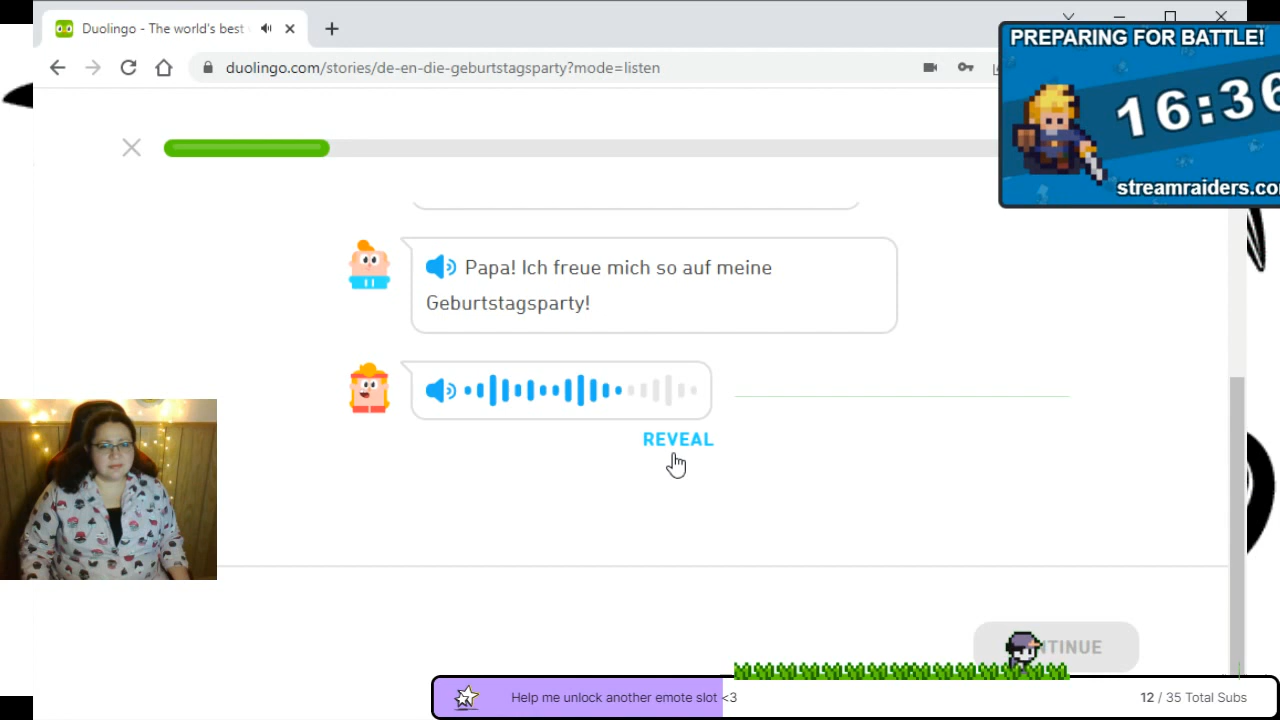 Duolingo - The world's best
duolingo.com/stories/de-en-die-geburtstagsparty?mode=listen
PREPARING FOR BATTLE!
16:36
streamraiders.co
Papa! Ich freue mich so auf meine
Geburtstagsparty!
REVEAL
TINUE
Help me unlock another emote slot <3
12 / 35 Total Subs